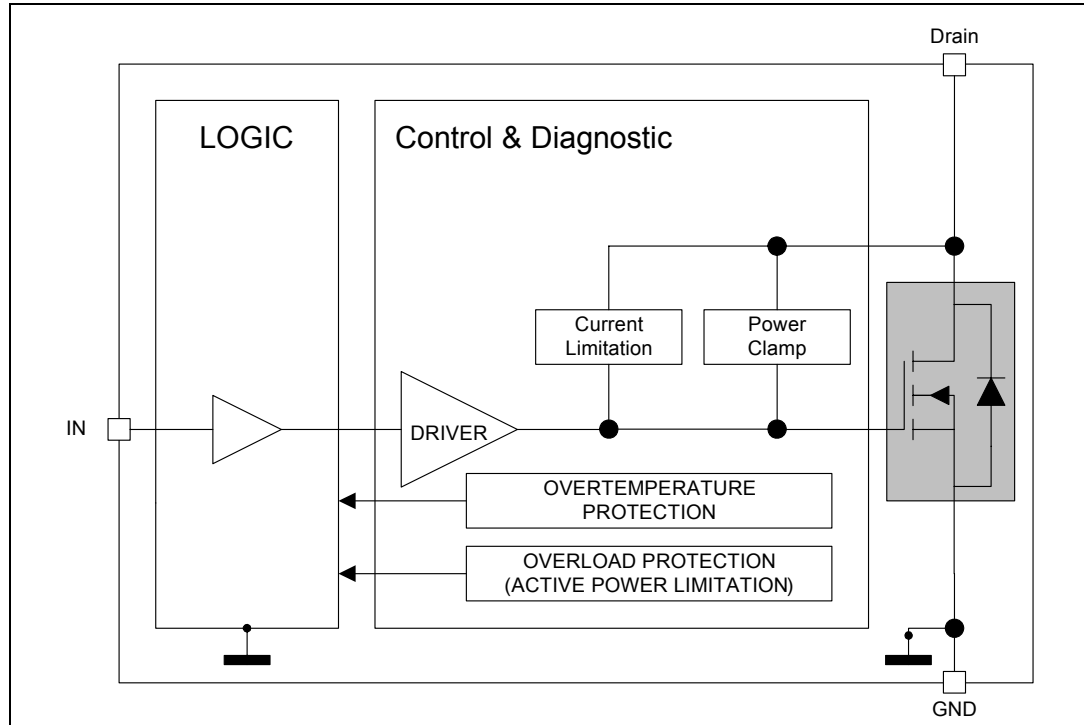 Drain
LOGIC
Control & Diagnostic
Current
Limitation
Power
Clamp
IN
DRIVER
OVERTEMPERATURE
PROTECTION
OVERLOAD PROTECTION
(ACTIVE POWER LIMITATION)
GND